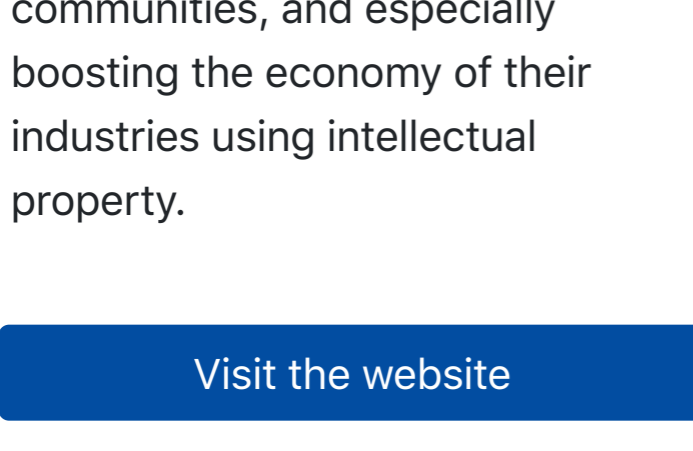 communities, and especially
boosting the economy of their
industries using intellectual
property.
Visit the website